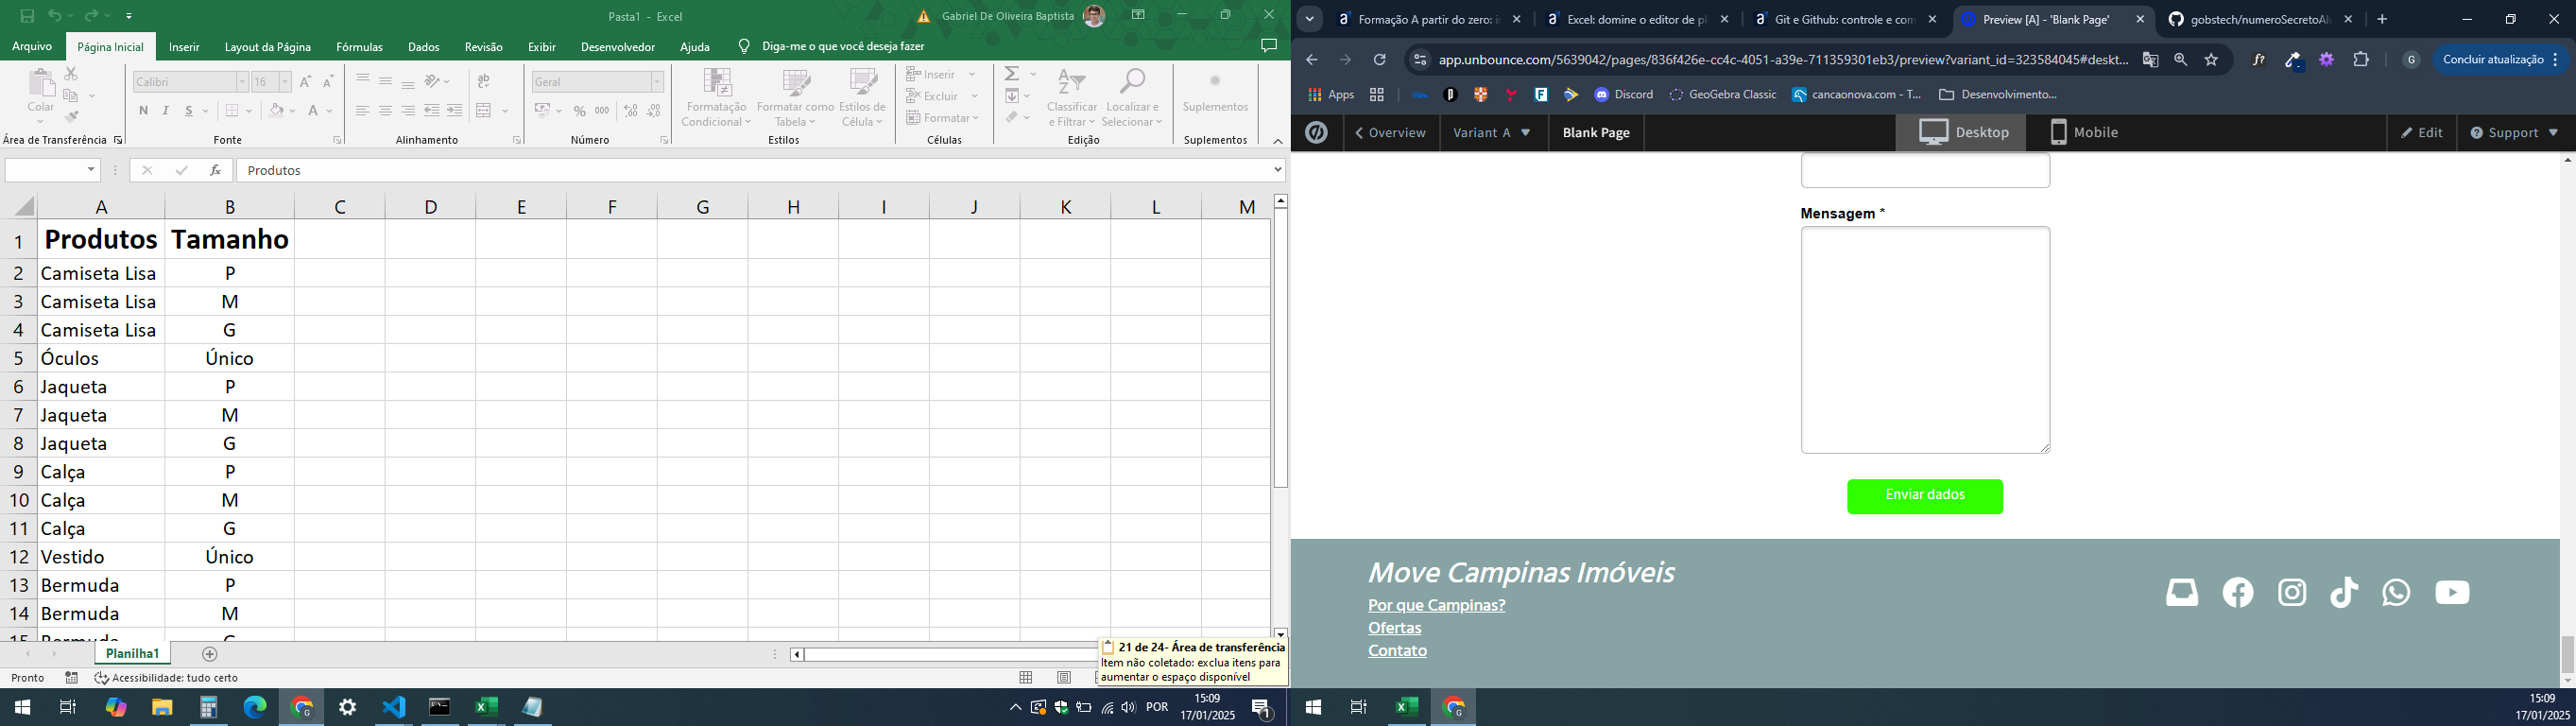 Pasta1 - Excel
Gabriel De Oliveira Baptista
Arquivo
Página Inicial
Inserir
Layout da Página
Fórmulas
Dados
Revisão
Exibir
Desenvolvedor
Ajuda
Diga-me o que você deseja fazer
Colar
Área de Transferência
Calibri
16
N I S
Fonte
Alinhamento
Geral
% 000
Número
Formatação Condicional
Formatar como Tabela
Estilos de Célula
Estilos
Inserir
Excluir
Formatar
Células
Classificar e Filtrar
Localizar e Selecionar
Edição
Suplementos
Suplementos
fx
Produtos
A B C D E F G H I J K L M
1 Produtos Tamanho
2 Camiseta Lisa P
3 Camiseta Lisa M
4 Camiseta Lisa G
5 Óculos Único
6 Jaqueta P
7 Jaqueta M
8 Jaqueta G
9 Calça P
10 Calça M
11 Calça G
12 Vestido Único
13 Bermuda P
14 Bermuda M
15 Bermuda G
Planilha1
21 de 24- Área de transferência
Item não coletado: exclua itens para
aumentar o espaço disponível
Pronto
Acessibilidade: tudo certo
POR
15:09
17/01/2025
1
Formação A partir do zero: i
Excel: domine o editor de pl
Git e Github: controle e com
Preview [A] - 'Blank Page'
gobstech/numeroSecretoAl
app.unbounce.com/5639042/pages/836f426e-cc4c-4051-a39e-711359301eb3/preview?variant_id=323584045#deskt...
f?
G
Concluir atualização
Apps
Discord
GeoGebra Classic
cancaonova.com - T...
Desenvolvimento...
Overview
Variant A
Blank Page
Desktop
Mobile
Edit
Support
Mensagem *
Enviar dados
Move Campinas Imóveis
Por que Campinas?
Ofertas
Contato
15:09
17/01/2025